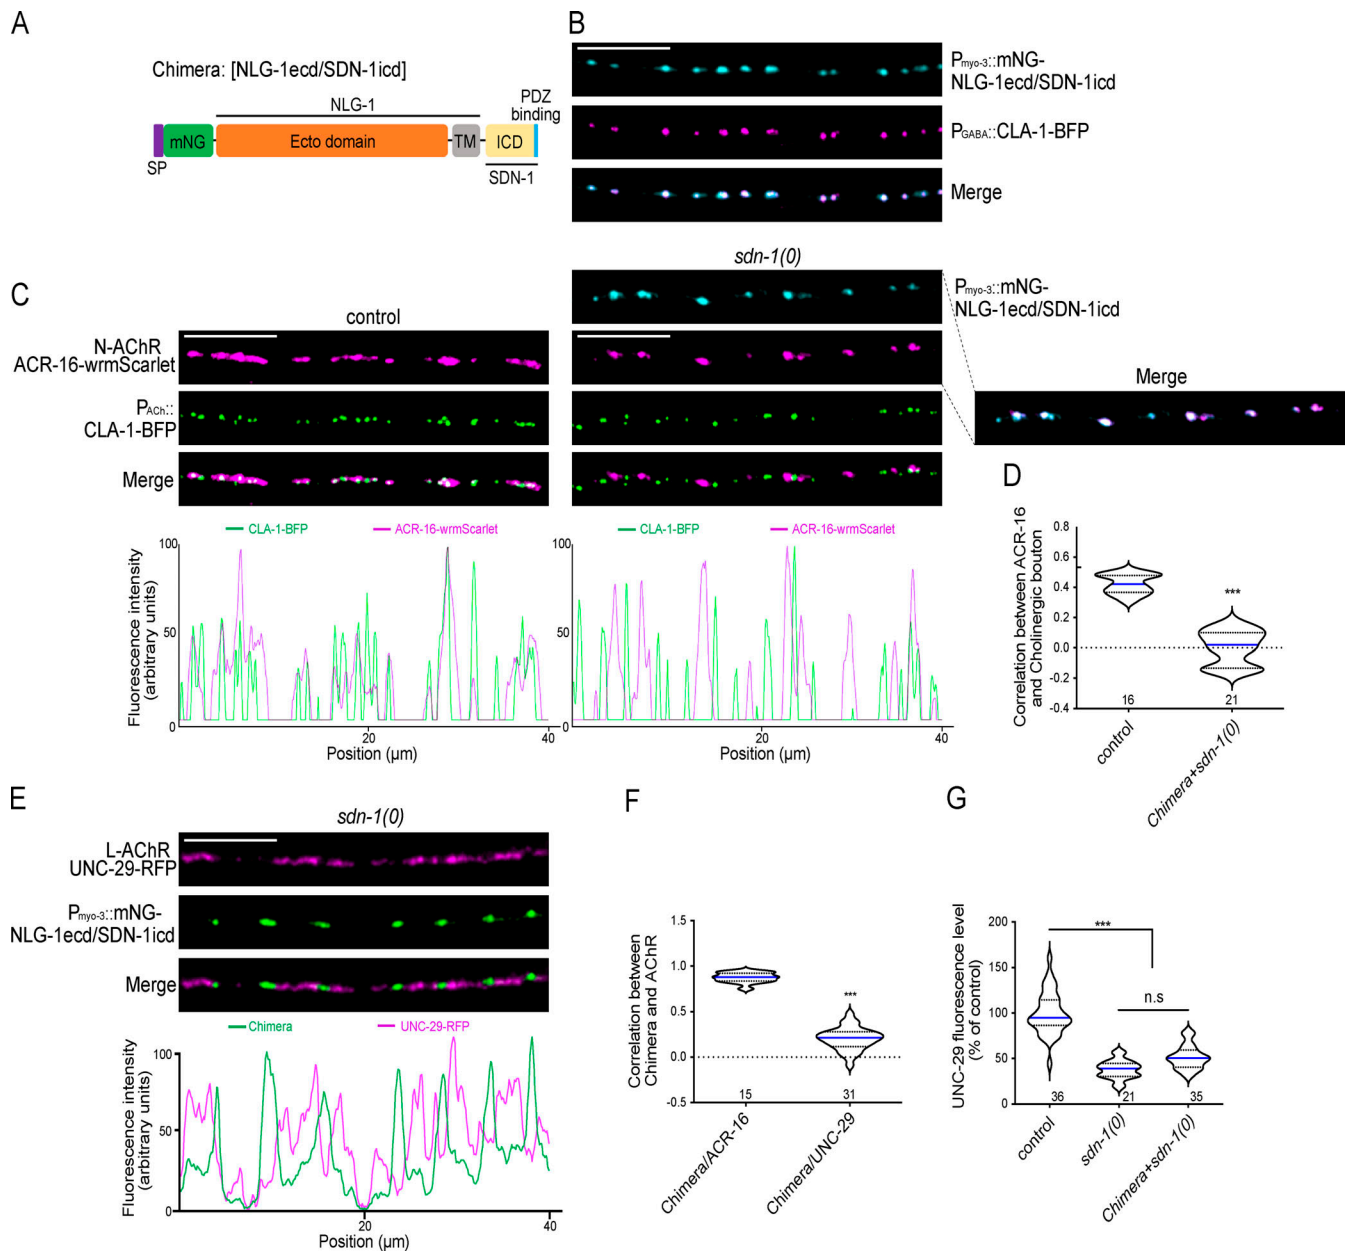 A
Chimera: [NLG-1ecd/SDN-1icd]
NLG-1
PDZ
binding
SP
mNG
Ecto domain
TM
ICD
SDN-1
B
Pmyo-3::mNG-
NLG-1ecd/SDN-1icd
PGABA::CLA-1-BFP
Merge
C
control
N-AChR
ACR-16-wrmScarlet
PACh::
CLA-1-BFP
Merge
sdn-1(0)
Pmyo-3::mNG-
NLG-1ecd/SDN-1icd
Merge
CLA-1-BFP
ACR-16-wrmScarlet
Fluorescence intensity
(arbitrary units)
100
50
0
20
40
Position (µm)
CLA-1-BFP
ACR-16-wrmScarlet
100
50
0
20
40
Position (µm)
D
Correlation between ACR-16
and Cholinergic bouton
0.8
0.6
0.4
0.2
0.0
-0.2
-0.4
***
16
21
control
Chimera+sdn-1(0)
E
sdn-1(0)
L-AChR
UNC-29-RFP
Pmyo-3::mNG-
NLG-1ecd/SDN-1icd
Merge
Chimera
UNC-29-RFP
Fluorescence intensity
(arbitrary units)
100
50
0
20
40
Position (µm)
F
Correlation between
Chimera and AChR
1.5
1.0
0.5
0.0
-0.5
***
15
31
Chimera/ACR-16
Chimera/UNC-29
G
UNC-29 fluorescence level
(% of control)
200
150
100
50
0
***
n.s
36
21
35
control
sdn-1(0)
Chimera+sdn-1(0)